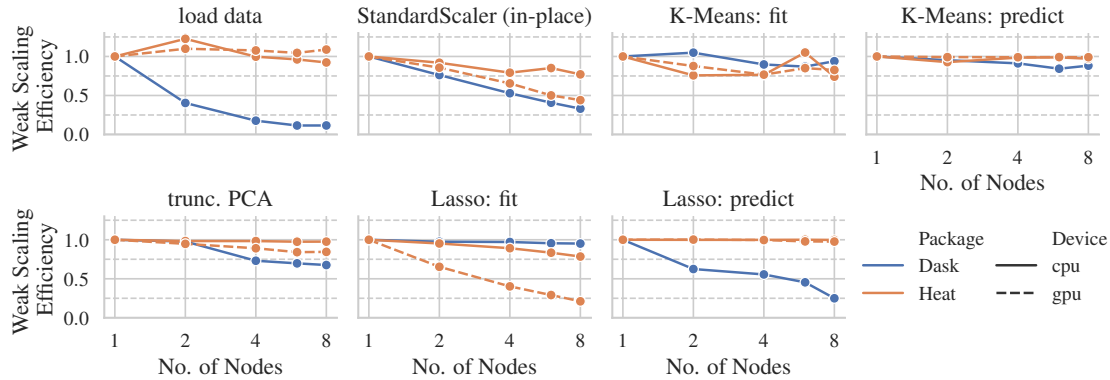 load data
StandardScaler (in-place)
K-Means: fit
K-Means: predict
Weak Scaling
Efficiency
1.0
0.5
0.0
1 2 4 8
No. of Nodes
trunc. PCA
Lasso: fit
Lasso: predict
Weak Scaling
Efficiency
1.0
0.5
0.0
1 2 4 8
No. of Nodes
1 2 4 8
No. of Nodes
1 2 4 8
No. of Nodes
Package
Dask
Heat
Device
cpu
gpu